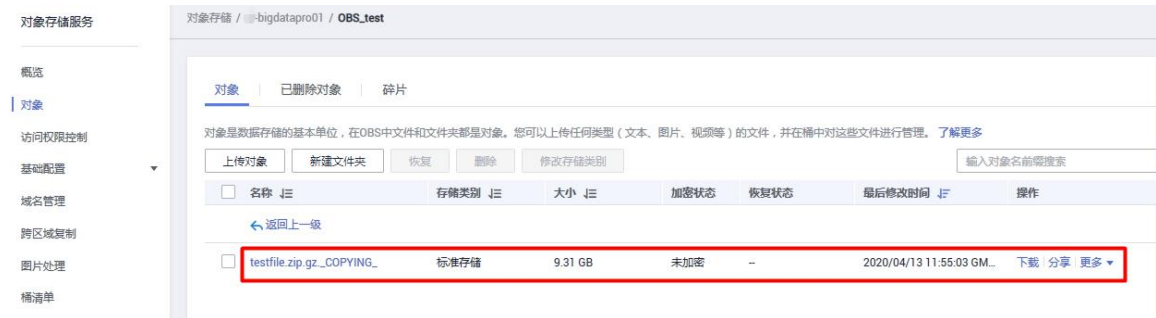 对象存储服务
概览
对象
访问权限控制
基础配置
域名管理
跨区域复制
图片处理
桶清单
对象存储 / -bigdatapro01 / OBS_test
对象 已删除对象 碎片
对象是数据存储的基本单位,在OBS中文件和文件夹都是对象。您可以上传任何类型(文本、图片、视频等)的文件,并在桶中对这些文件进行管理。 了解更多
上传对象 新建文件夹 恢复 删除 修改存储类别 输入对象名前缀搜索
名称 存储类别 大小 加密状态 恢复状态 最后修改时间 操作
返回上一级
testfile.zip.gz._COPYING_ 标准存储 9.31 GB 未加密 -- 2020/04/13 11:55:03 GM... 下载 分享 更多